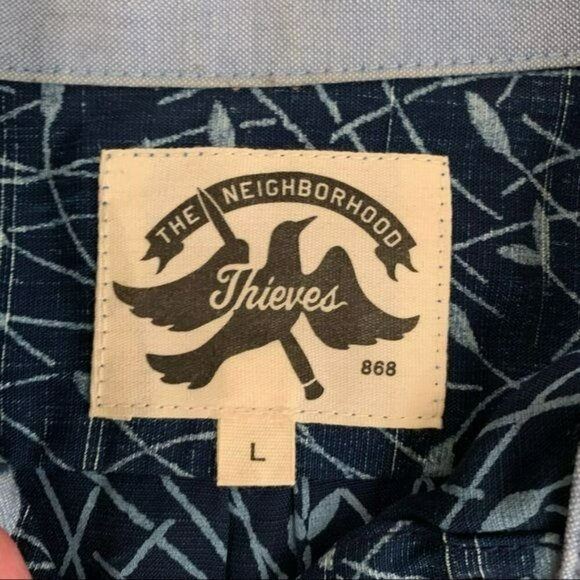 THE NEIGHBORHOOD
Thieves
868
L